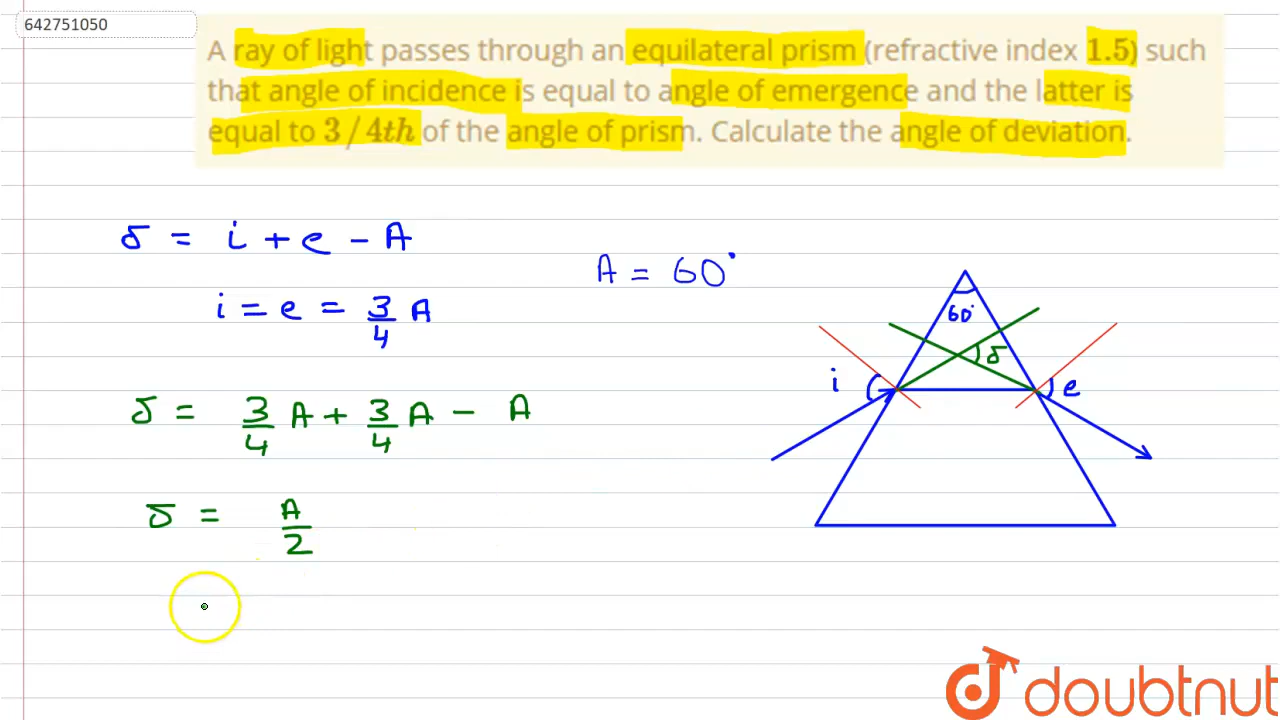 642751050
A ray of light passes through an equilateral prism (refractive index 1.5) such
that angle of incidence is equal to angle of emergence and the latter is
equal to 3/4th of the angle of prism. Calculate the angle of deviation.
δ = i + e - A
A = 60°
i = e = 3/4 A
60°
δ
i
e
δ = 3/4 A + 3/4 A - A
δ = A/2
doubtnut